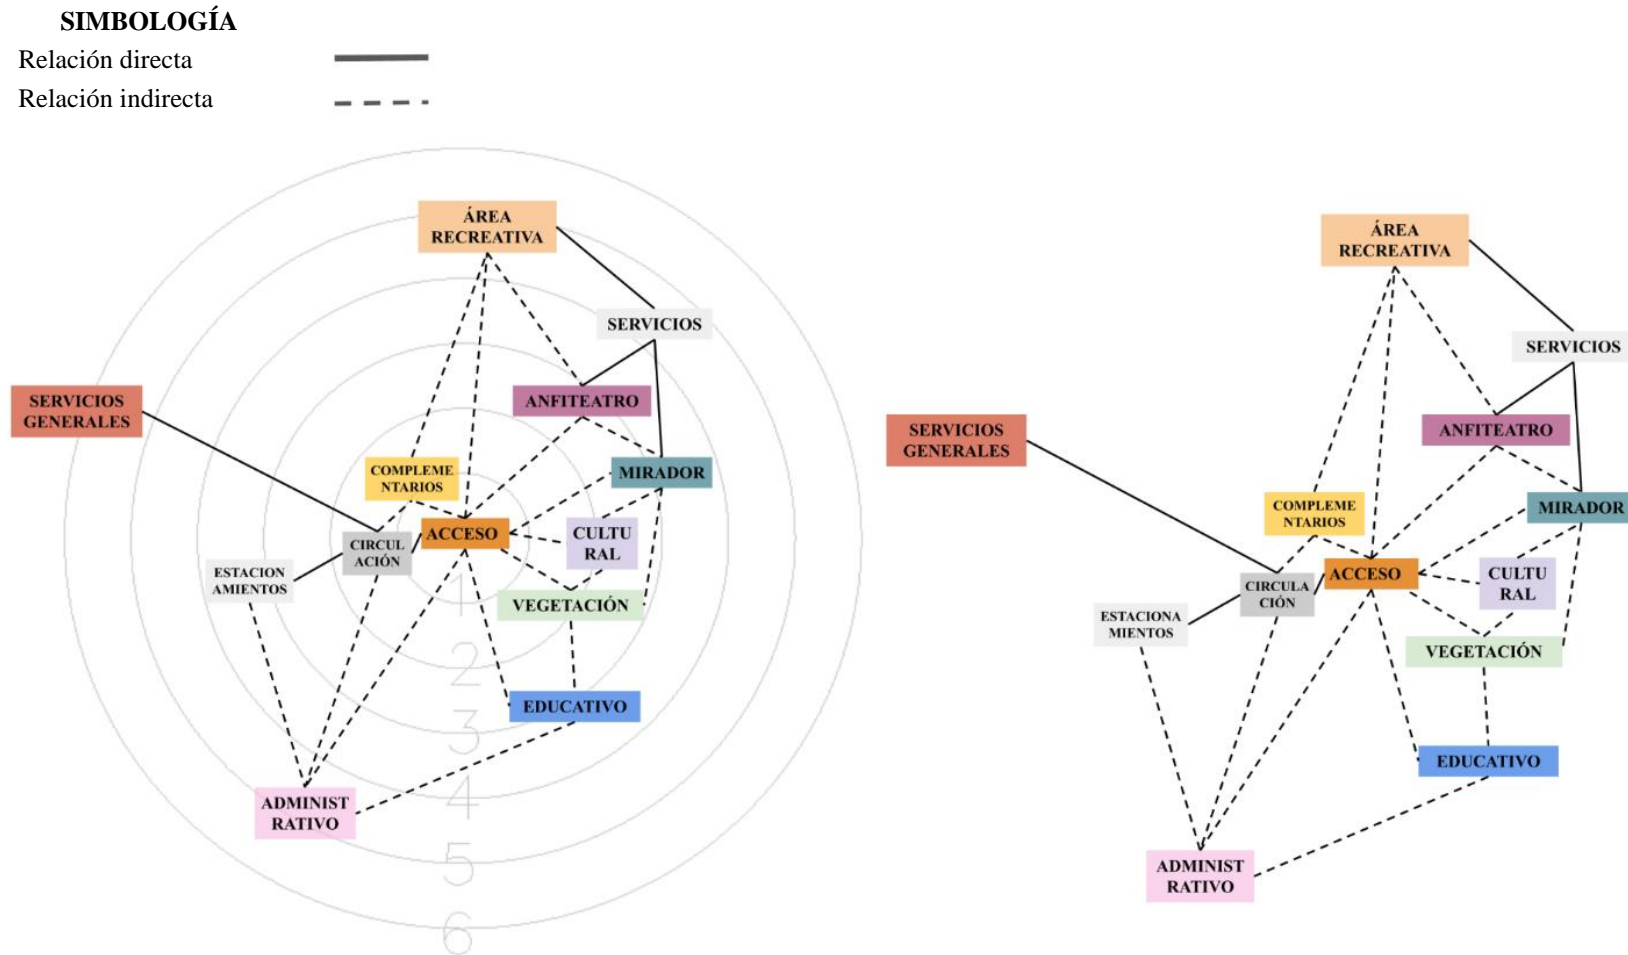 SIMBOLOGÍA
Relación directa
Relación indirecta
ÁREA
RECREATIVA
SERVICIOS
SERVICIOS
GENERALES
ANFITEATRO
COMPLEME
NTARIOS
MIRADOR
ACCESO
CIRCUL
ACIÓN
CULTU
RAL
ESTACION
AMIENTOS
VEGETACIÓN
EDUCATIVO
ADMINIST
RATIVO
1
2
3
4
5
6
ÁREA
RECREATIVA
SERVICIOS
SERVICIOS
GENERALES
ANFITEATRO
COMPLEME
NTARIOS
MIRADOR
ACCESO
CIRCULA
CIÓN
CULTU
RAL
ESTACIONA
MIENTOS
VEGETACIÓN
EDUCATIVO
ADMINIST
RATIVO